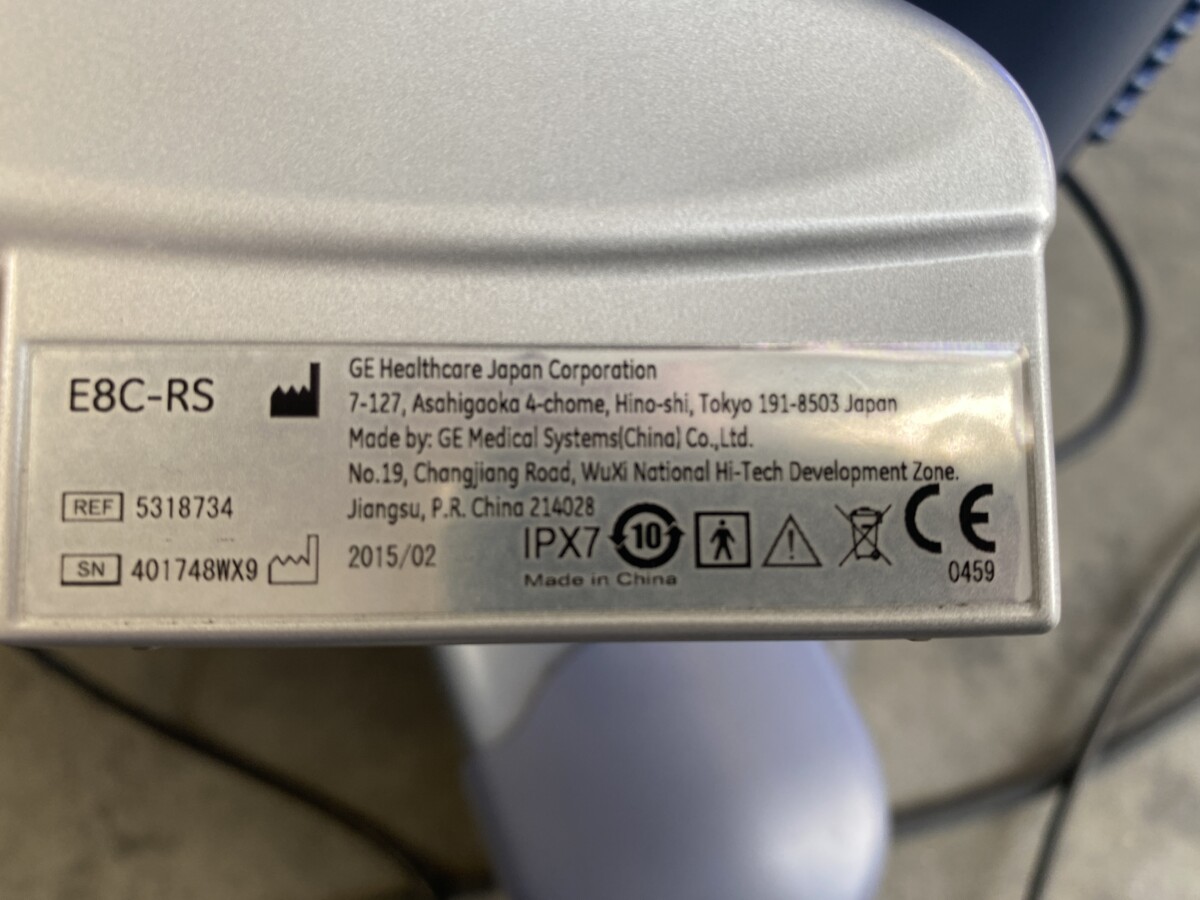 E8C-RS
GE Healthcare Japan Corporation
7-127, Asahigaoka 4-chome, Hino-shi, Tokyo 191-8503 Japan
Made by: GE Medical Systems(China) Co.,Ltd.
No.19, Changjiang Road, WuXi National Hi-Tech Development Zone.
Jiangsu, P.R. China 214028
REF 5318734
SN 401748WX9
2015/02
IPX7
10
Made in China
CE
0459